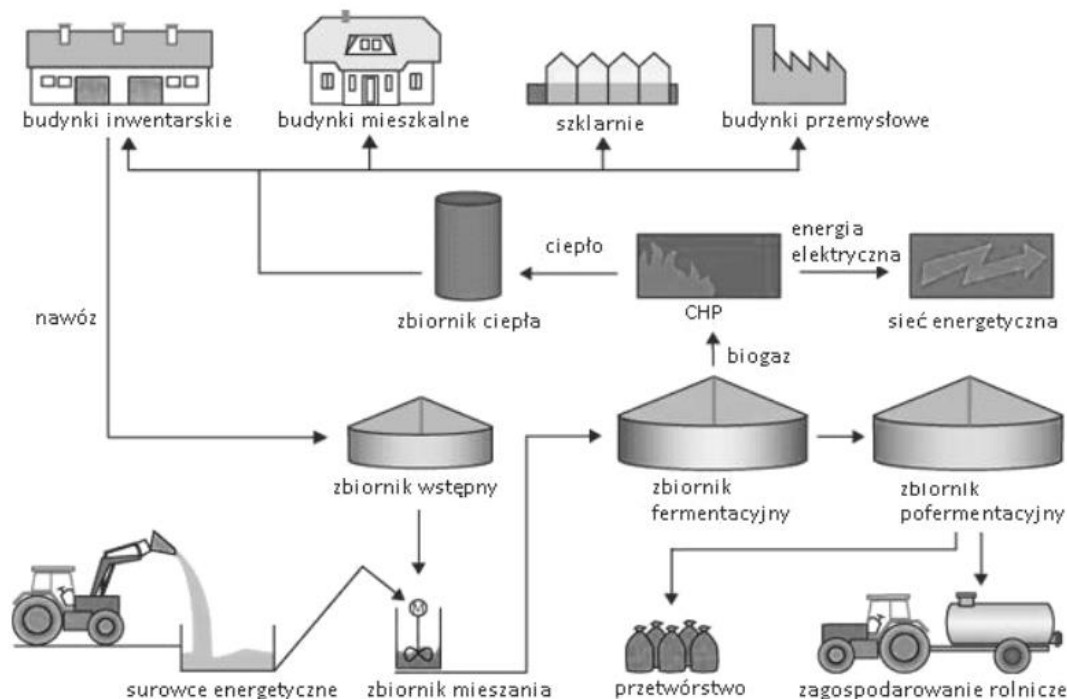 budynki inwentarskie
budynki mieszkalne
szklarnie
budynki przemysłowe
ciepło
energia
elektryczna
nawóz
zbiornik ciepła
CHP
sieć energetyczna
biogaz
zbiornik wstępny
zbiornik
fermentacyjny
zbiornik
pofermentacyjny
M
surowce energetyczne
zbiornik mieszania
przetwórstwo
zagospodarowanie rolnicze